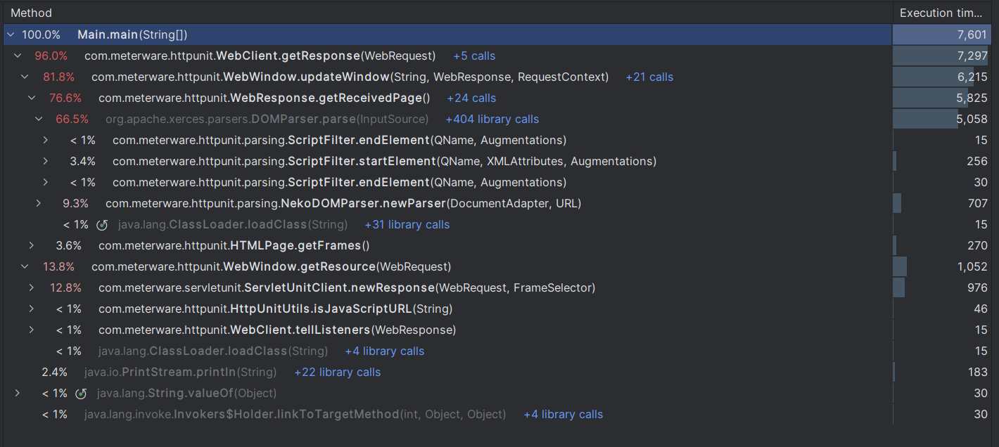 Method Execution tim...
100.0% Main.main(String[]) 7,601
96.0% com.meterware.httpunit.WebClient.getResponse(WebRequest) +5 calls 7,297
81.8% com.meterware.httpunit.WebWindow.updateWindow(String, WebResponse, RequestContext) +21 calls 6,215
76.6% com.meterware.httpunit.WebResponse.getReceivedPage() +24 calls 5,825
66.5% org.apache.xerces.parsers.DOMParser.parse(InputSource) +404 library calls 5,058
< 1% com.meterware.httpunit.parsing.ScriptFilter.endElement(QName, Augmentations) 15
3.4% com.meterware.httpunit.parsing.ScriptFilter.startElement(QName, XMLAttributes, Augmentations) 256
< 1% com.meterware.httpunit.parsing.ScriptFilter.endElement(QName, Augmentations) 30
9.3% com.meterware.httpunit.parsing.NekoDOMParser.newParser(DocumentAdapter, URL) 707
< 1% java.lang.ClassLoader.loadClass(String) +31 library calls 15
3.6% com.meterware.httpunit.HTMLPage.getFrames() 270
13.8% com.meterware.httpunit.WebWindow.getResource(WebRequest) 1,052
12.8% com.meterware.servletunit.ServletUnitClient.newResponse(WebRequest, FrameSelector) 976
< 1% com.meterware.httpunit.HttpUnitUtils.isJavaScriptURL(String) 46
< 1% com.meterware.httpunit.WebClient.tellListeners(WebResponse) 15
< 1% java.lang.ClassLoader.loadClass(String) +4 library calls 15
2.4% java.io.PrintStream.println(String) +22 library calls 183
< 1% java.lang.String.valueOf(Object) 30
< 1% java.lang.invoke.Invokers$Holder.linkToTargetMethod(int, Object, Object) +4 library calls 30